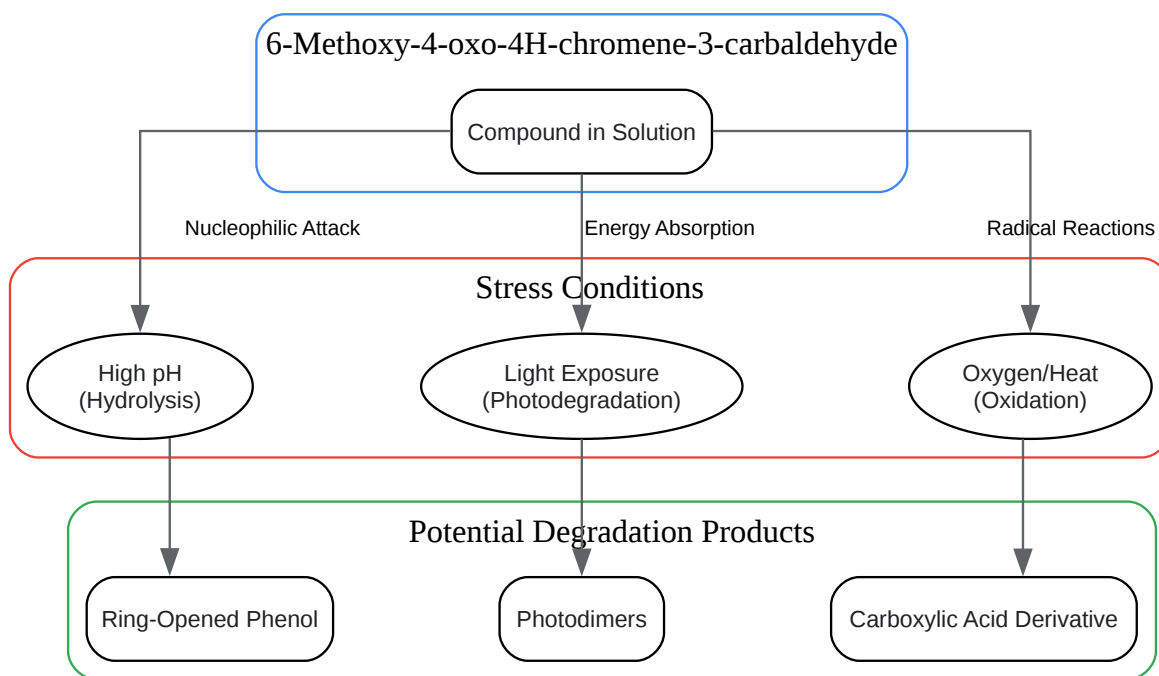 6-Methoxy-4-oxo-4H-chromene-3-carbaldehyde
Compound in Solution
Nucleophilic Attack
Energy Absorption
Radical Reactions
Stress Conditions
High pH
(Hydrolysis)
Light Exposure
(Photodegradation)
Oxygen/Heat
(Oxidation)
Potential Degradation Products
Ring-Opened Phenol
Photodimers
Carboxylic Acid Derivative